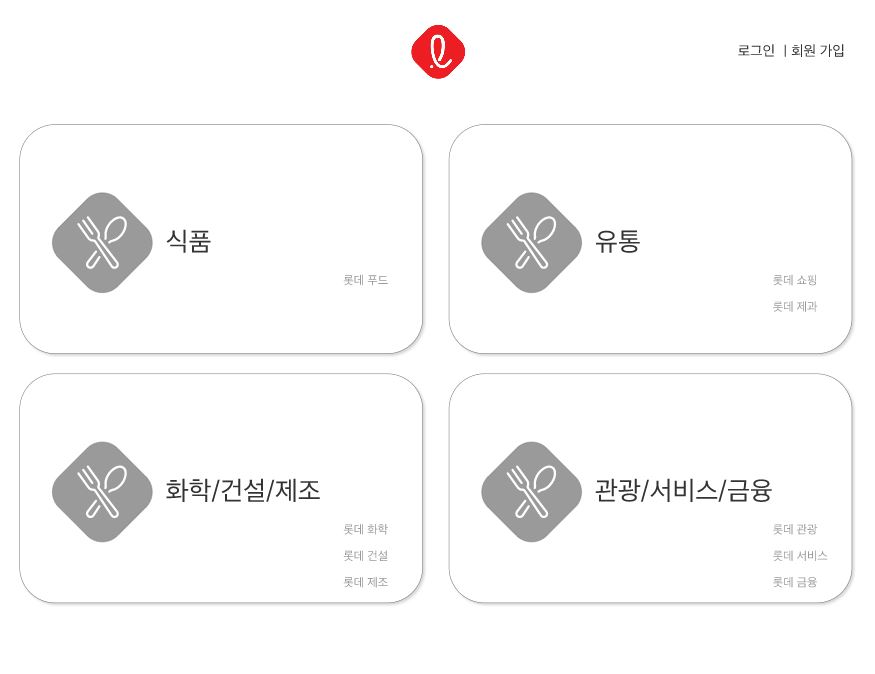 로그인 | 회원 가입
식품
롯데 푸드
유통
롯데 쇼핑
롯데 제과
화학/건설/제조
롯데 화학
롯데 건설
롯데 제조
관광/서비스/금융
롯데 관광
롯데 서비스
롯데 금융